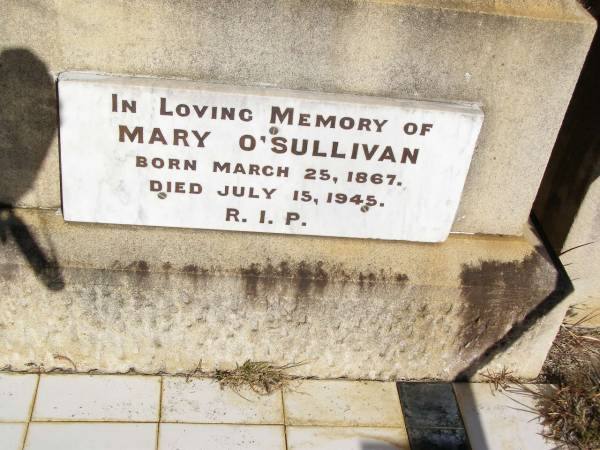 In Loving Memory of
MARY O'SULLIVAN
BORN MARCH 25, 1867.
DIED JULY 15, 1945.
R. I. P.